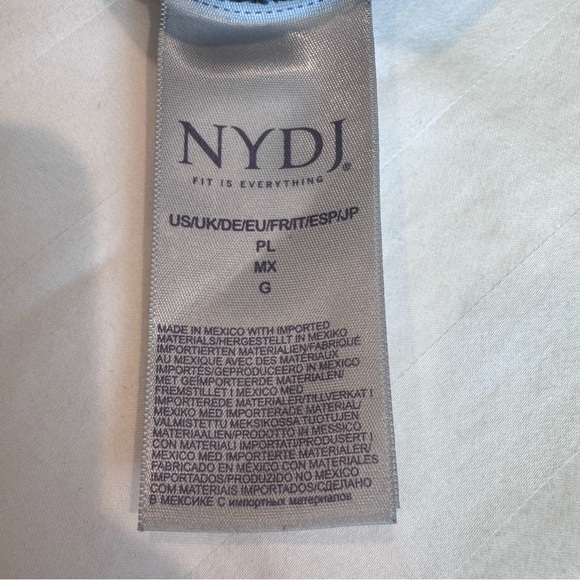 NYDJ®
FIT IS EVERYTHING
US/UK/DE/EU/FR/IT/ESP/JP
PL
MX
G
MADE IN MEXICO WITH IMPORTED
MATERIALS/HERGESTELLT IN MEXIKO
IMPORTIERTEN MATERIALIEN/FABRIQUÉ
AU MEXIQUE AVEC DES MATERIAUX
IMPORTÉS/GEPRODUCEERD IN MEXICO
MET GEÏMPORTEERDE MATERIALEN/
FREMSTILLET I MEXICO MED
IMPORTEREDE MATERIALER/TILLVERKAT I
MEXIKO MED IMPORTERADE MATERIAL/
VALMISTETTU MEKSIKOSSA TUOTUJEN
MATERIAALIEN/PRODOTTO IN MESSICO
CON MATERIALI IMPORTATI/PRODUSERT I
MEXICO MED IMPORTERTE MATERIALER/
FABRICADO EN MÉXICO CON MATERIALES
IMPORTADOS/PRODUZIDO NO MÉXICO
COM MATERIAIS IMPORTADOS/СДЕЛАНО
В МЕКСИКЕ С импортных материалов